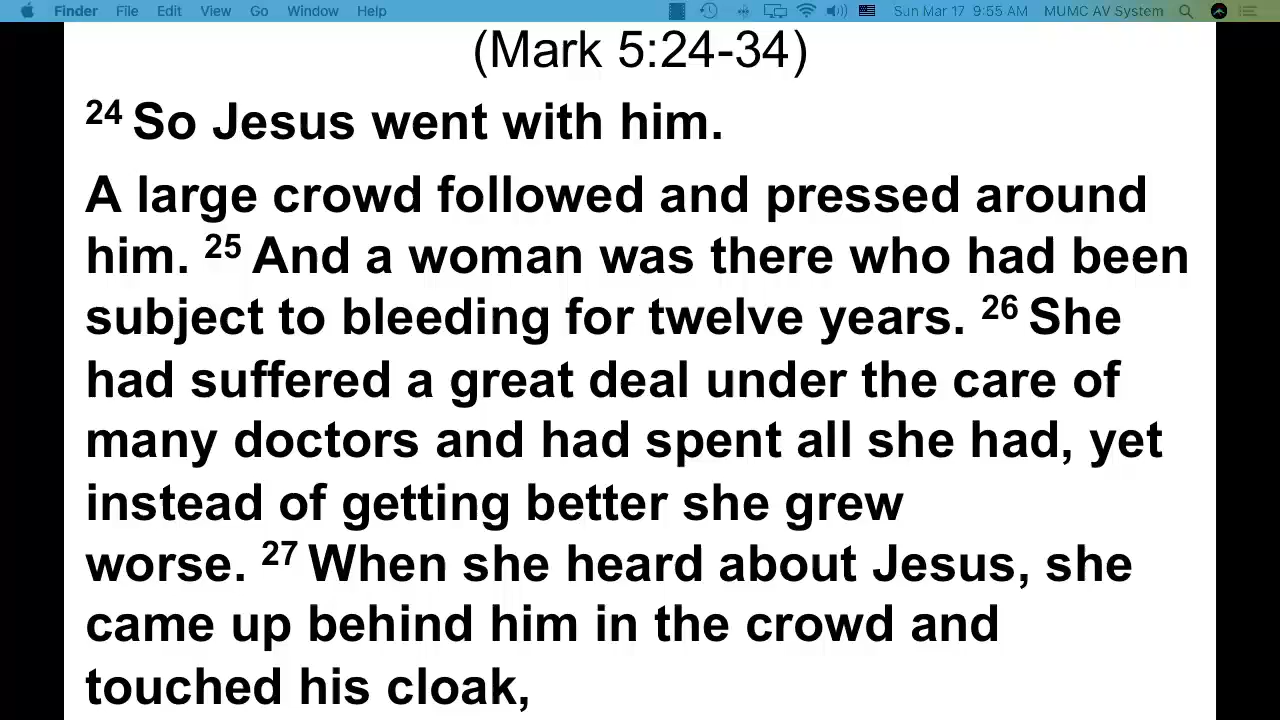 Finder File Edit View Go Window Help Sun Mar 17 9:55 AM MUMC AV System
(Mark 5:24-34)
24 So Jesus went with him.
A large crowd followed and pressed around
him. 25 And a woman was there who had been
subject to bleeding for twelve years. 26 She
had suffered a great deal under the care of
many doctors and had spent all she had, yet
instead of getting better she grew
worse. 27 When she heard about Jesus, she
came up behind him in the crowd and
touched his cloak,